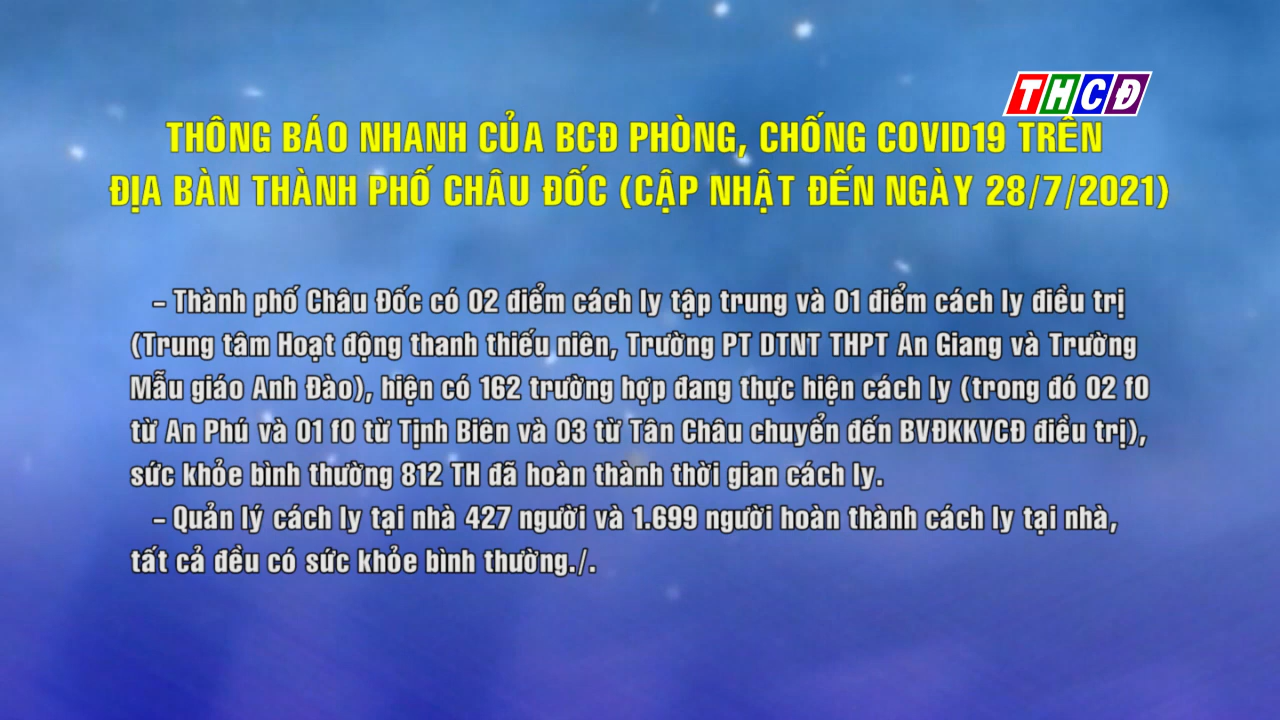 THCĐ
THÔNG BÁO NHANH CỦA BCĐ PHÒNG, CHỐNG COVID19 TRÊN
ĐỊA BÀN THÀNH PHỐ CHÂU ĐỐC (CẬP NHẬT ĐẾN NGÀY 28/7/2021)
– Thành phố Châu Đốc có 02 điểm cách ly tập trung và 01 điểm cách ly điều trị
(Trung tâm Hoạt động thanh thiếu niên, Trường PT DTNT THPT An Giang và Trường
Mẫu giáo Anh Đào), hiện có 162 trường hợp đang thực hiện cách ly (trong đó 02 f0
từ An Phú và 01 f0 từ Tịnh Biên và 03 từ Tân Châu chuyển đến BVĐKKVCĐ điều trị),
sức khỏe bình thường 812 TH đã hoàn thành thời gian cách ly.
– Quản lý cách ly tại nhà 427 người và 1.699 người hoàn thành cách ly tại nhà,
tất cả đều có sức khỏe bình thường./.